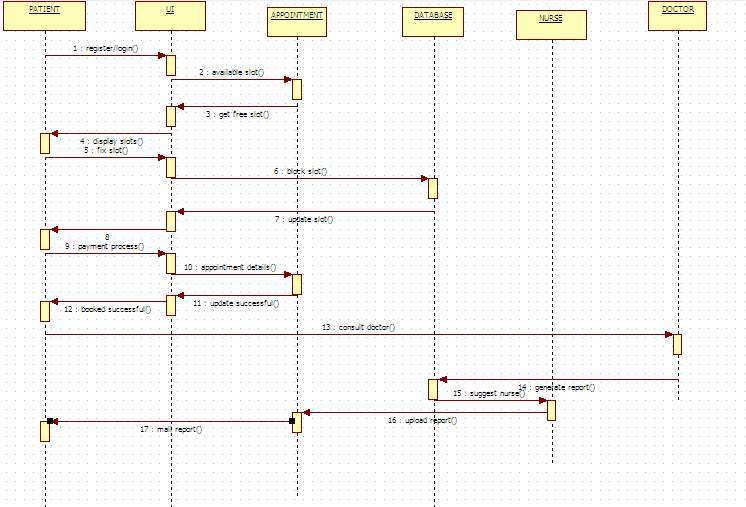 PATIENT
UI
APPOINTMENT
DATABASE
NURSE
DOCTOR
1 : register/login()
2 : available slot()
3 : get free slot()
4 : display slots()
5 : fix slot()
6 : block slot()
7 : update slot()
8
9 : payment process()
10 : appointment details()
11 : update successful()
12 : booked successful()
13 : consult doctor()
14 : generate report()
15 : suggest nurse()
16 : upload report()
17 : mail report()